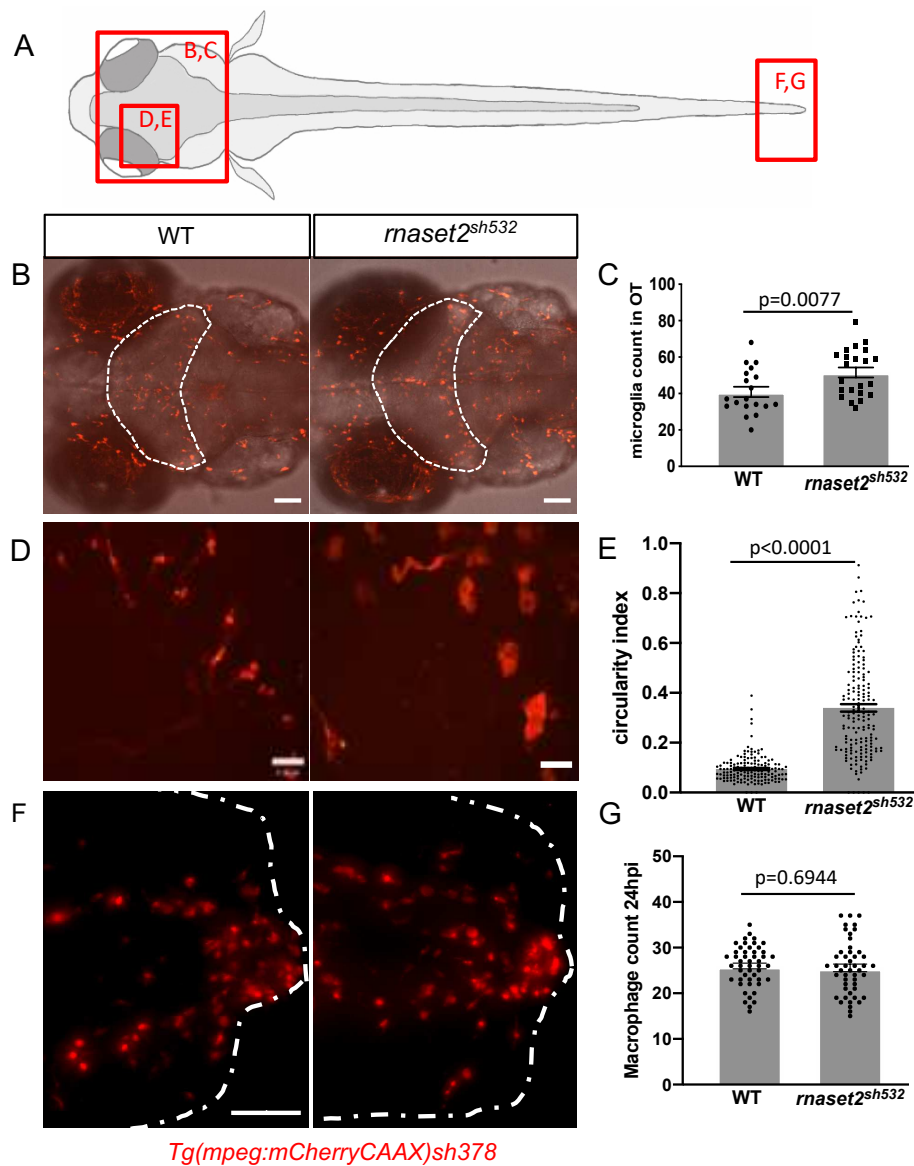 A
B,C
D,E
F,G
WT
rnaset2sh532
B
C
microglia count in OT
100
80
60
40
20
0
p=0.0077
WT
rnaset2sh532
D
E
circularity index
1.0
0.8
0.6
0.4
0.2
0.0
p<0.0001
WT
rnaset2sh532
F
G
Macrophage count 24hpi
50
40
30
20
10
0
p=0.6944
WT
rnaset2sh532
Tg(mpeg:mCherryCAAX)sh378